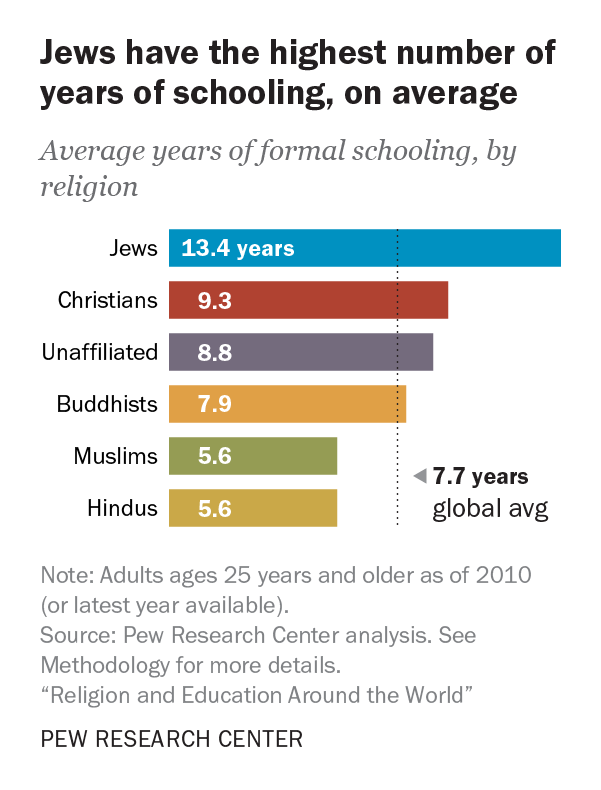 Jews have the highest number of
years of schooling, on average
Average years of formal schooling, by
religion
Jews 13.4 years
Christians 9.3
Unaffiliated 8.8
Buddhists 7.9
Muslims 5.6
Hindus 5.6
7.7 years
global avg
Note: Adults ages 25 years and older as of 2010
(or latest year available).
Source: Pew Research Center analysis. See
Methodology for more details.
“Religion and Education Around the World”
PEW RESEARCH CENTER